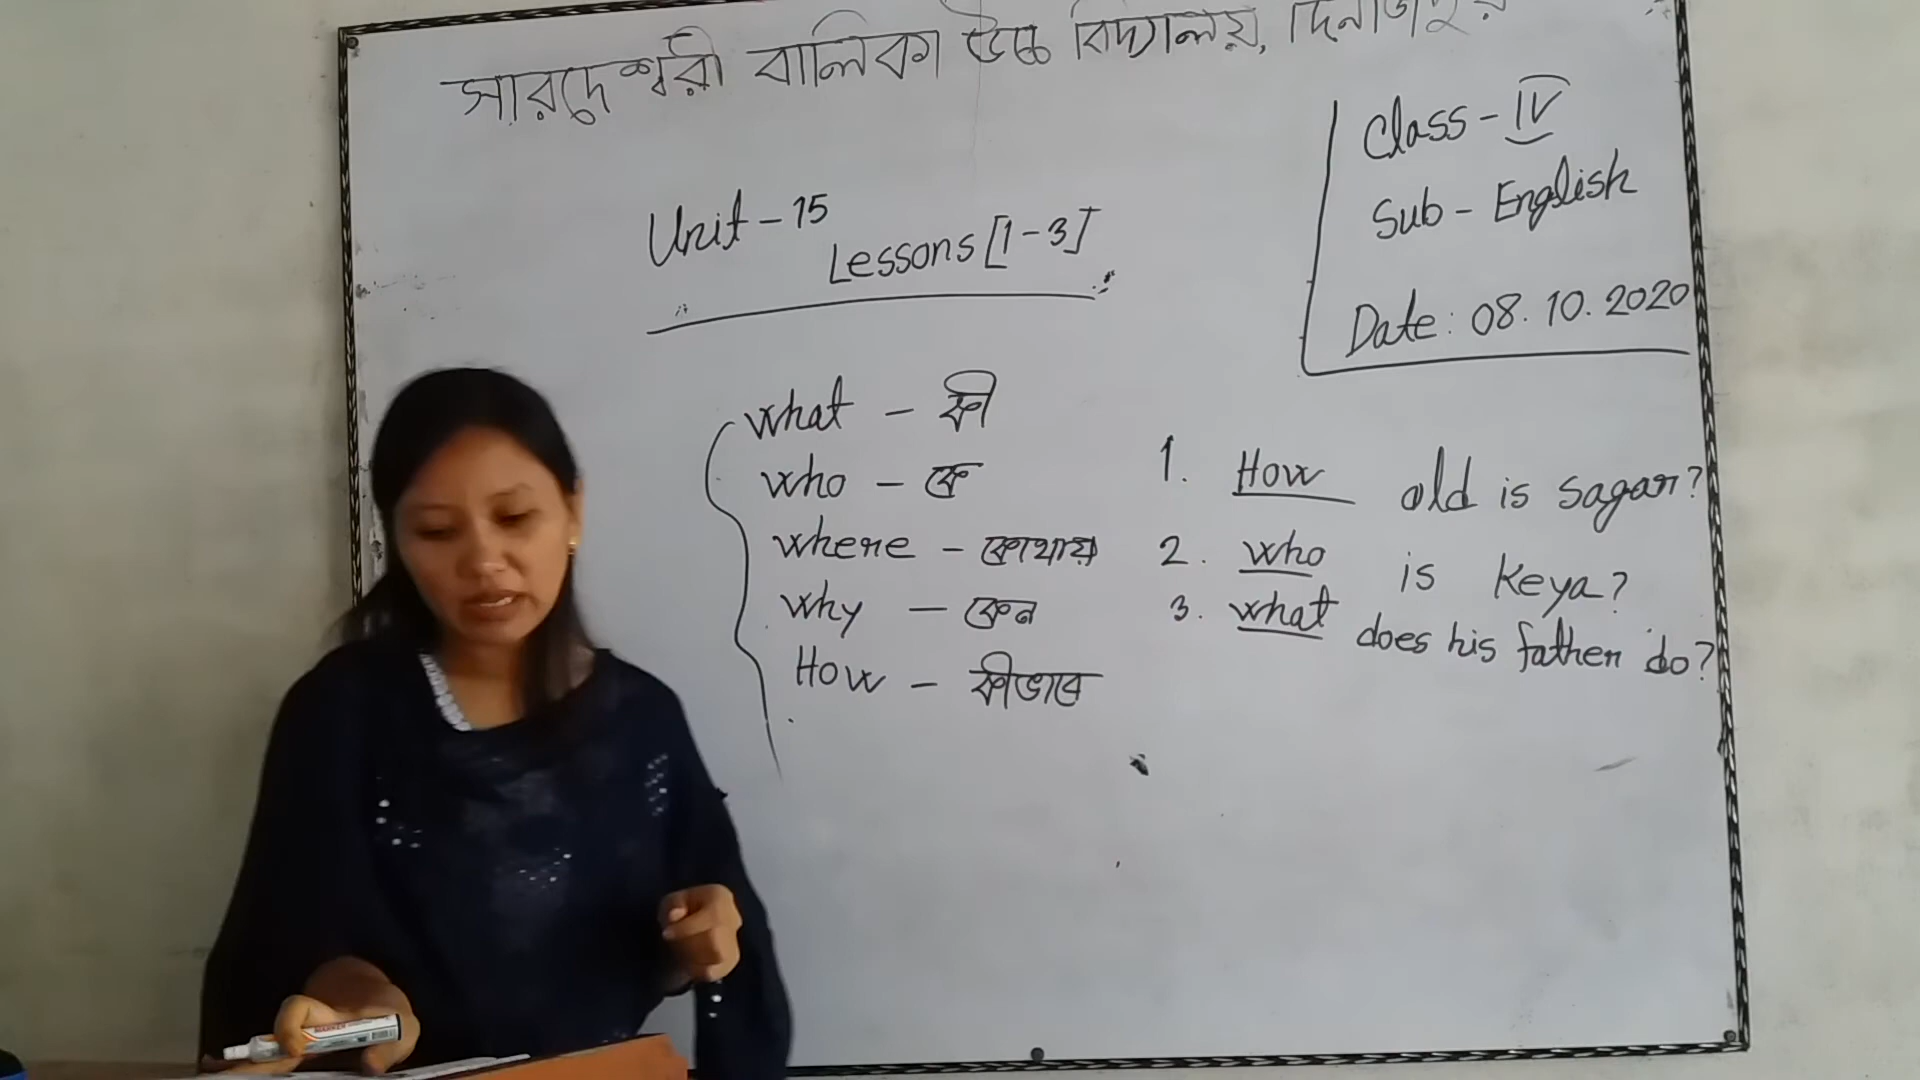 সারদেশ্বরী বালিকা উচ্চ বিদ্যালয়, দিনাজপুর
Class - IV
Sub - English
Date: 08.10.2020
Unit - 15
Lessons [1-3]
what - কী
who - কে
where - কোথায়
why - কেন
How - কীভাবে
1. How old is sagar?
2. who is Keya?
3. what does his father do?
MARKER